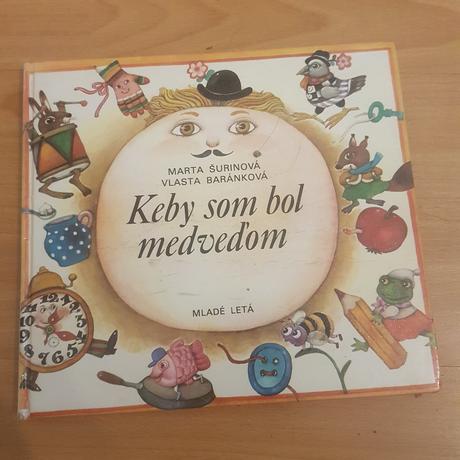 MARTA ŠURINOVÁ
VLASTA BARÁNKOVÁ
Keby som bol
medveďom
MLADÉ LETÁ